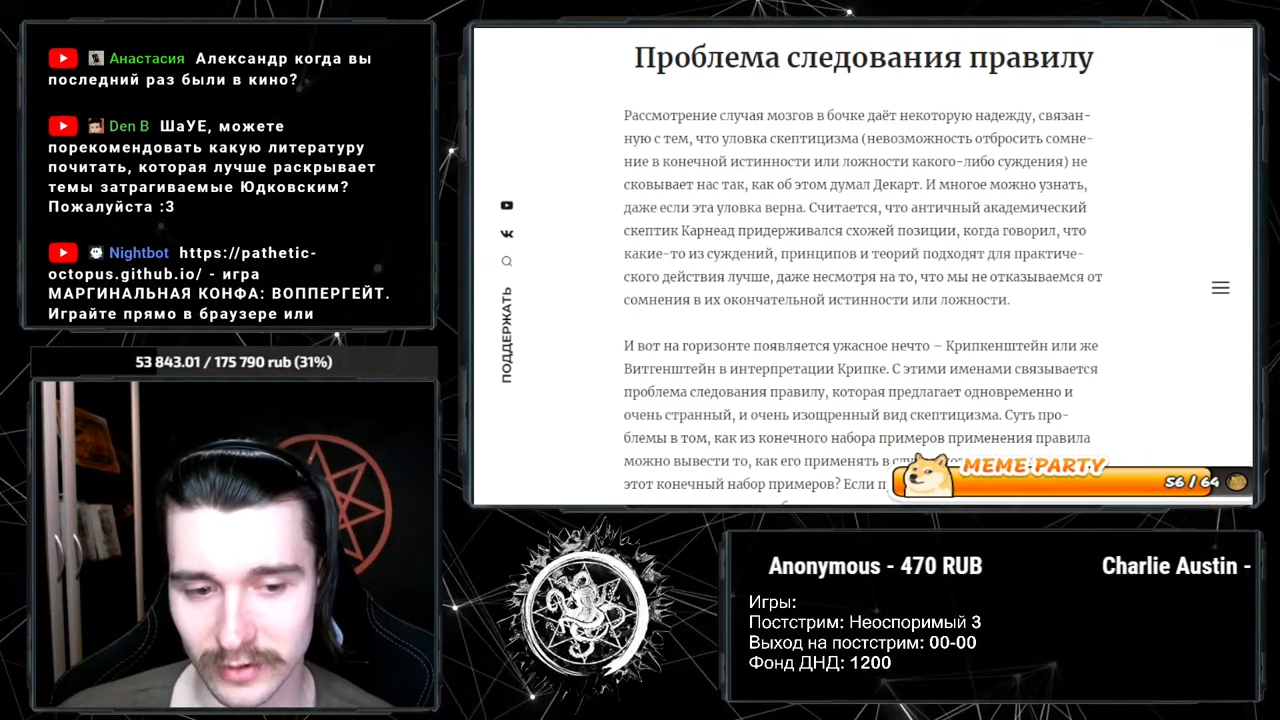 Анастасия Александр когда вы
последний раз были в кино?
Den B ШаУЕ, можете
порекомендовать какую литературу
почитать, которая лучше раскрывает
темы затрагиваемые Юдковским?
Пожалуйста :3
Nightbot https://pathetic-
octopus.github.io/ - игра
МАРГИНАЛЬНАЯ КОНФА: ВОППЕРГЕЙТ.
Играйте прямо в браузере или
53 843.01 / 175 790 rub (31%)
ПОДДЕРЖАТЬ
Проблема следования правилу
Рассмотрение случая мозгов в бочке даёт некоторую надежду, связан-
ную с тем, что уловка скептицизма (невозможность отбросить сомне-
ние в конечной истинности или ложности какого-либо суждения) не
сковывает нас так, как об этом думал Декарт. И многое можно узнать,
даже если эта уловка верна. Считается, что античный академический
скептик Карнеад придерживался схожей позиции, когда говорил, что
какие-то из суждений, принципов и теорий подходят для практиче-
ского действия лучше, даже несмотря на то, что мы не отказываемся от
сомнения в их окончательной истинности или ложности.
И вот на горизонте появляется ужасное нечто – Крипкенштейн или же
Витгенштейн в интерпретации Крипке. С этими именами связывается
проблема следования правилу, которая предлагает одновременно и
очень странный, и очень изощренный вид скептицизма. Суть про-
блемы в том, как из конечного набора примеров применения правила
можно вывести то, как его применять в
этот конечный набор примеров? Если
MEME PARTY
56 / 64
Anonymous - 470 RUB
Charlie Austin -
Игры:
Постстрим: Неоспоримый 3
Выход на постстрим: 00-00
Фонд ДНД: 1200